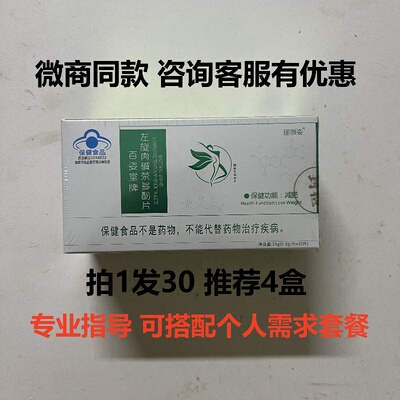 微商同款 咨询客服有优惠
保健食品
百姿堂牌
左旋肉碱茶多酚片
保健功能：减肥
Health Function Lose Weight
保健食品不是药物，不能代替药物治疗疾病。
拍1发30 推荐4盒
专业指导 可搭配个人需求套餐